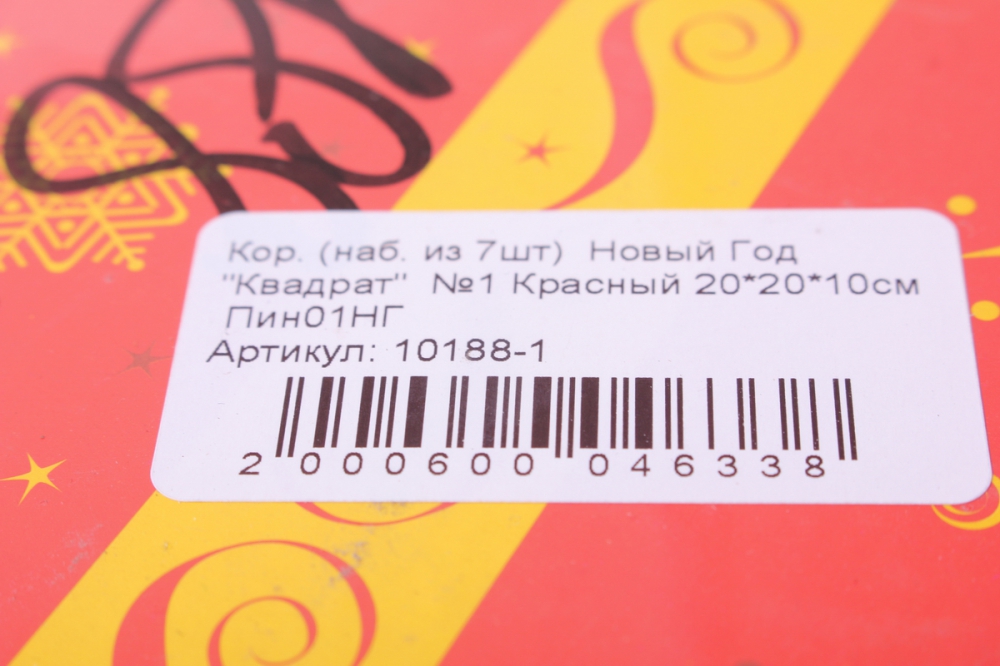 Кор. (наб. из 7шт) Новый Год
"Квадрат" №1 Красный 20*20*10см
Пин01НГ
Артикул: 10188-1
2 000600 046338